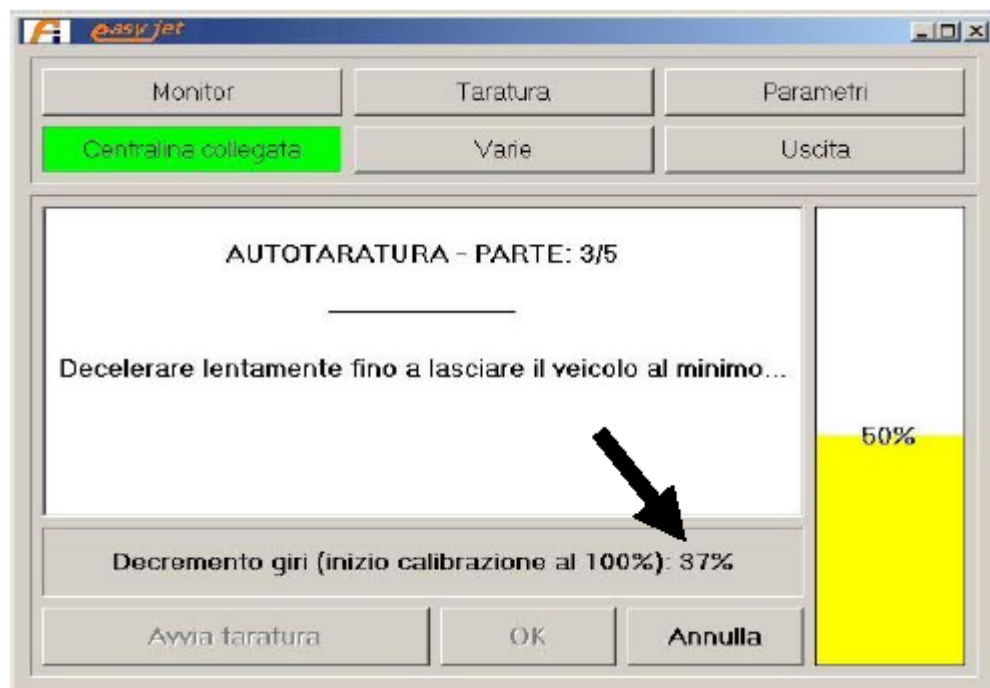 easy jet
Monitor
Taratura
Parametri
Centralina collegata
Varie
Uscita
AUTOTARATURA - PARTE: 3/5
Decelerare lentamente fino a lasciare il veicolo al minimo...
50%
Decremento giri (inizio calibrazione al 100%): 37%
Avvia taratura
OK
Annulla